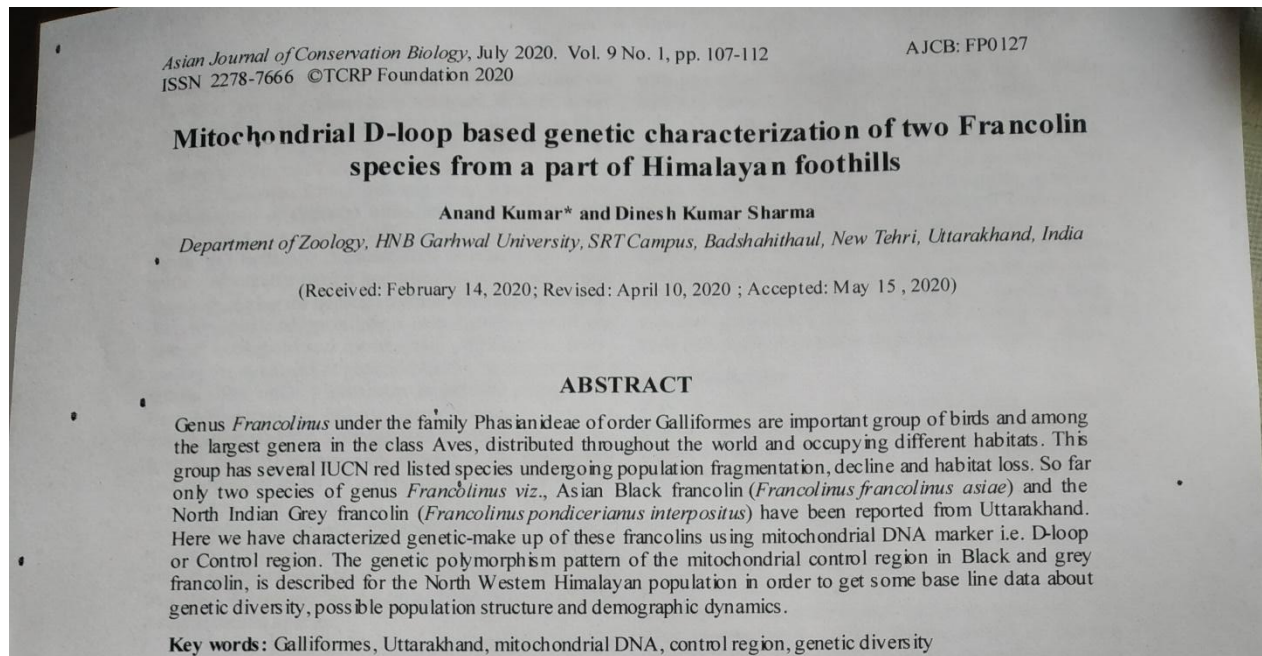 Asian Journal of Conservation Biology, July 2020. Vol. 9 No. 1, pp. 107-112
AJCB: FP0127
ISSN 2278-7666 ©TCRP Foundation 2020
Mitochondrial D-loop based genetic characterization of two Francolin
species from a part of Himalayan foothills
Anand Kumar* and Dinesh Kumar Sharma
Department of Zoology, HNB Garhwal University, SRT Campus, Badshahithaul, New Tehri, Uttarakhand, India
(Received: February 14, 2020; Revised: April 10, 2020 ; Accepted: May 15 , 2020)
ABSTRACT
Genus Francolinus under the family Phasianideae of order Galliformes are important group of birds and among
the largest genera in the class Aves, distributed throughout the world and occupying different habitats. This
group has several IUCN red listed species undergoing population fragmentation, decline and habitat loss. So far
only two species of genus Francolinus viz., Asian Black francolin (Francolinus francolinus asiae) and the
North Indian Grey francolin (Francolinus pondicerianus interpositus) have been reported from Uttarakhand.
Here we have characterized genetic-make up of these francolins using mitochondrial DNA marker i.e. D-loop
or Control region. The genetic polymorphism pattern of the mitochondrial control region in Black and grey
francolin, is described for the North Western Himalayan population in order to get some base line data about
genetic diversity, possible population structure and demographic dynamics.
Key words: Galliformes, Uttarakhand, mitochondrial DNA, control region, genetic diversity